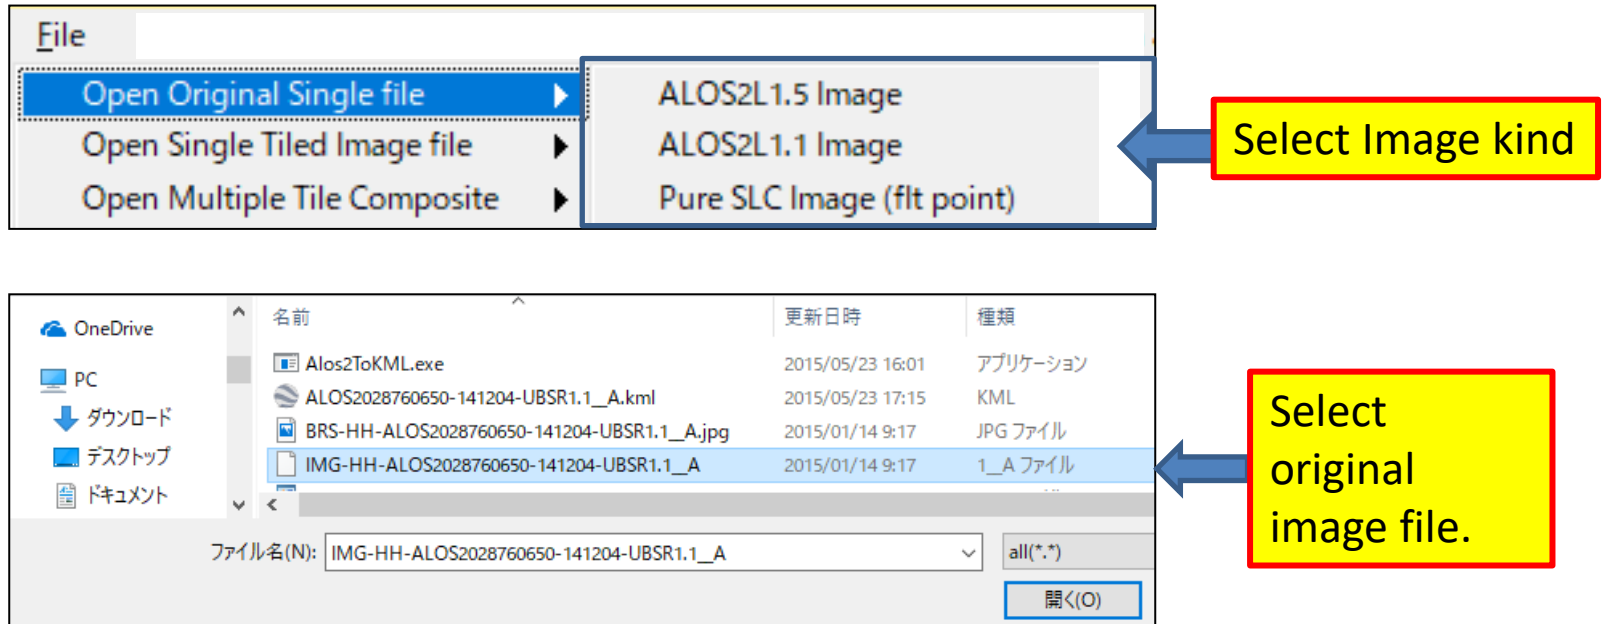 File
Open Original Single file
Open Single Tiled Image file
Open Multiple Tile Composite
ALOS2L1.5 Image
ALOS2L1.1 Image
Pure SLC Image (flt point)
Select Image kind
OneDrive
PC
ダウンロード
デスクトップ
ドキュメント
名前 更新日時 種類
Alos2ToKML.exe 2015/05/23 16:01 アプリケーション
ALOS2028760650-141204-UBSR1.1__A.kml 2015/05/23 17:15 KML
BRS-HH-ALOS2028760650-141204-UBSR1.1__A.jpg 2015/01/14 9:17 JPG ファイル
IMG-HH-ALOS2028760650-141204-UBSR1.1__A 2015/01/14 9:17 1__A ファイル
ファイル名(N): IMG-HH-ALOS2028760650-141204-UBSR1.1__A all(*.*)
開く(O)
Select
original
image file.